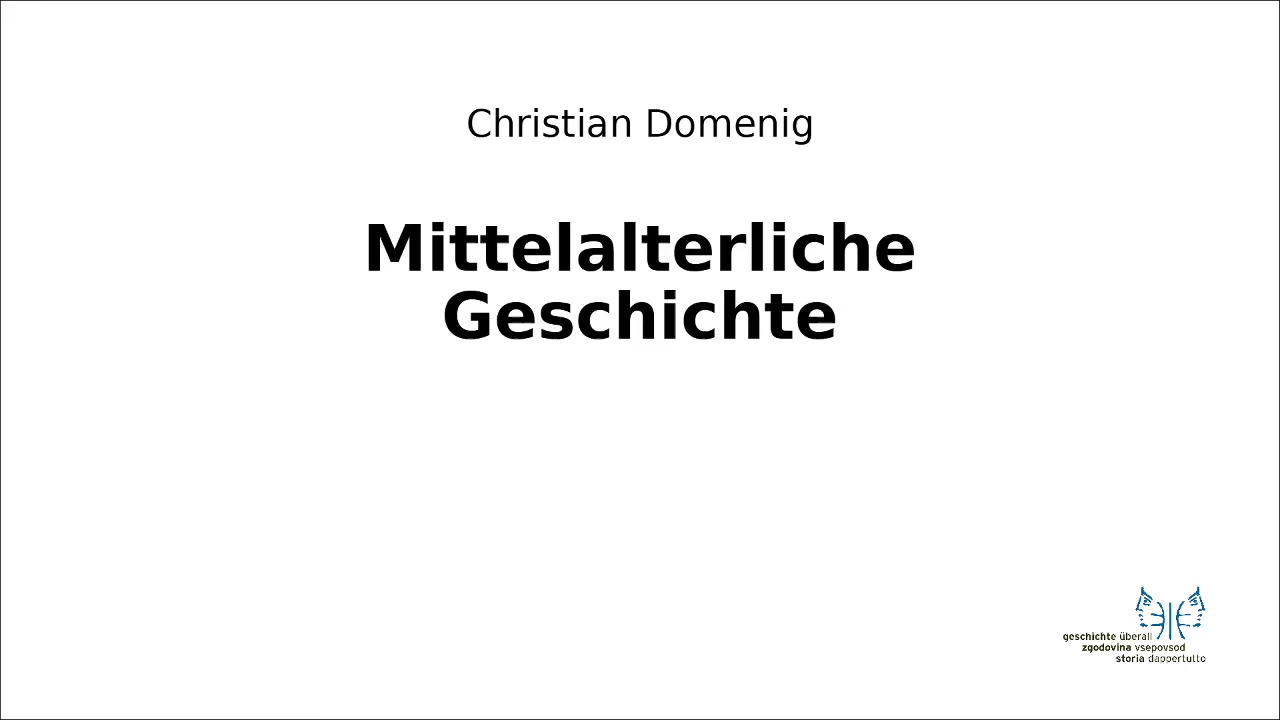 Christian Domenig
Mittelalterliche
Geschichte
geschichte überall
zgodovina vsepovsod
storia dappertutto